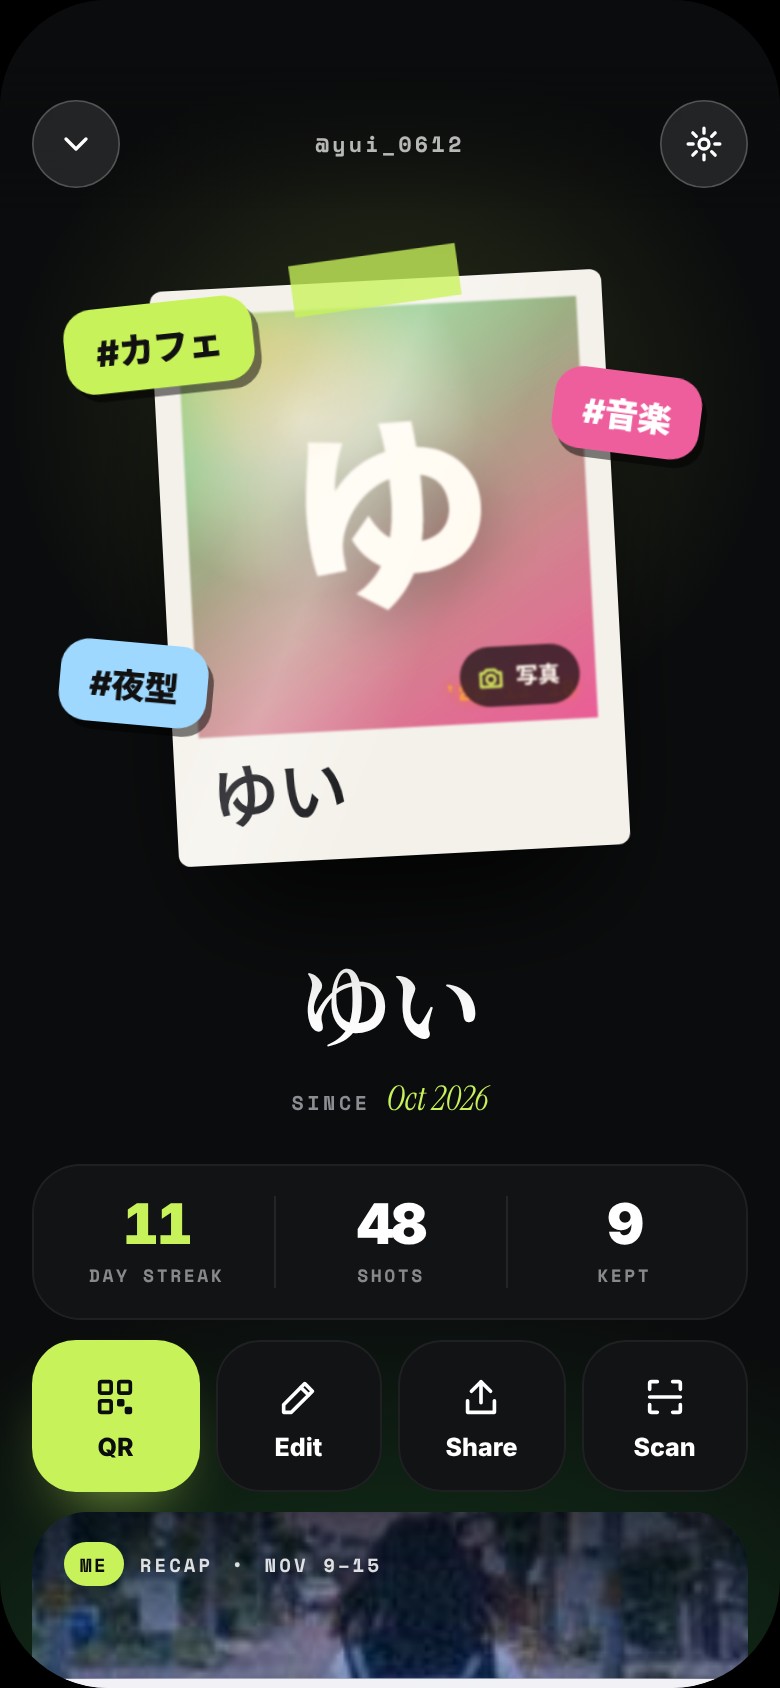 @yui_0612
#カフェ
#音楽
ゆ
#夜型
写真
ゆい
ゆい
SINCE Oct 2026
11
DAY STREAK
48
SHOTS
9
KEPT
QR
Edit
Share
Scan
ME RECAP • NOV 9–15